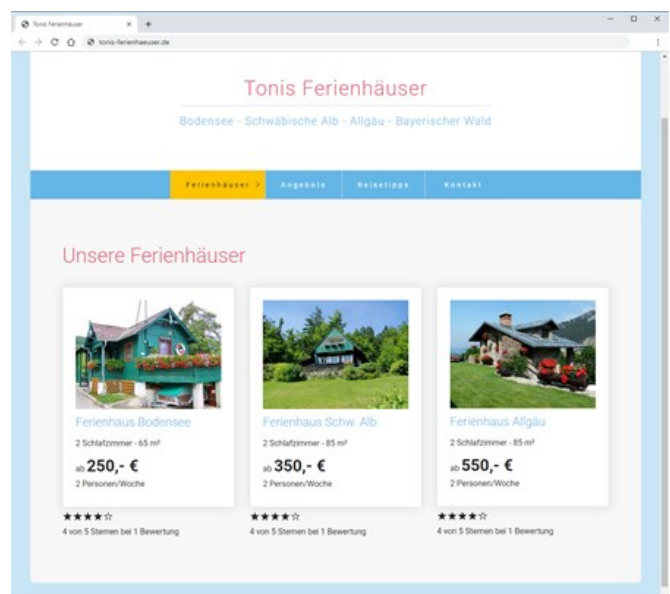 Tonis Ferienhäuser
tonis-ferienhaeuser.de
Tonis Ferienhäuser
Bodensee - Schwäbische Alb - Allgäu - Bayerischer Wald
Ferienhäuser
Angebote
Reisetipps
Kontakt
Unsere Ferienhäuser
Ferienhaus Bodensee
2 Schlafzimmer - 65 m²
ab 250,- €
2 Personen/Woche
★★★★☆
4 von 5 Sternen bei 1 Bewertung
Ferienhaus Schw. Alb
2 Schlafzimmer - 85 m²
ab 350,- €
2 Personen/Woche
★★★★☆
4 von 5 Sternen bei 1 Bewertung
Ferienhaus Allgäu
2 Schlafzimmer - 85 m²
ab 550,- €
2 Personen/Woche
★★★★☆
4 von 5 Sternen bei 1 Bewertung